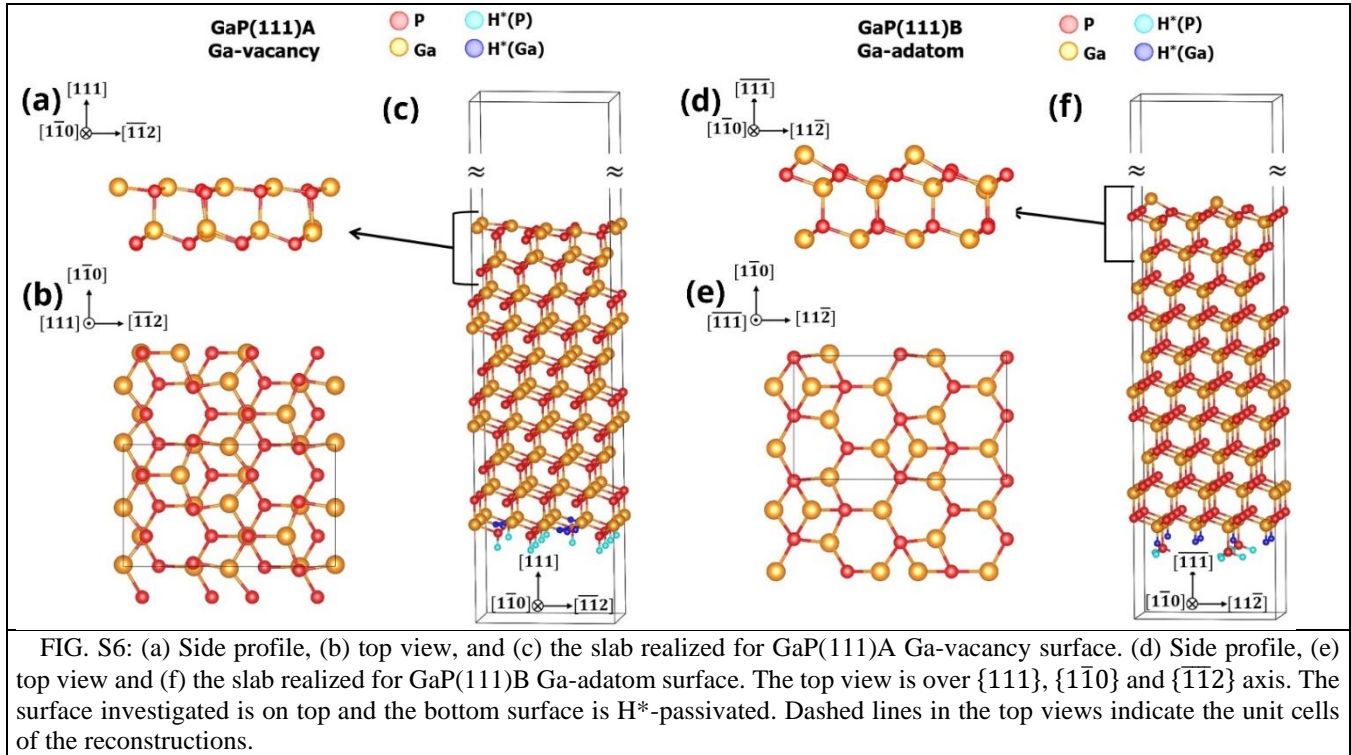 GaP(111)A
Ga-vacancy
P
H*(P)
Ga
H*(Ga)
GaP(111)B
Ga-adatom
P
H*(P)
Ga
H*(Ga)
(a)
[111]
[11̅0]
[1̅1̅2]
(c)
≈
≈
(d)
[1̅1̅1̅]
[11̅0]
[112̅]
(f)
≈
≈
(b)
[11̅0]
[111]
[1̅1̅2]
(e)
[11̅0]
[1̅1̅1̅]
[112̅]
[111]
[11̅0]
[1̅1̅2]
[1̅1̅1̅]
[11̅0]
[112̅]
FIG. S6: (a) Side profile, (b) top view, and (c) the slab realized for GaP(111)A Ga-vacancy surface. (d) Side profile, (e)
top view and (f) the slab realized for GaP(111)B Ga-adatom surface. The top view is over {111}, {11̅0} and {1̅1̅2} axis. The
surface investigated is on top and the bottom surface is H*-passivated. Dashed lines in the top views indicate the unit cells
of the reconstructions.